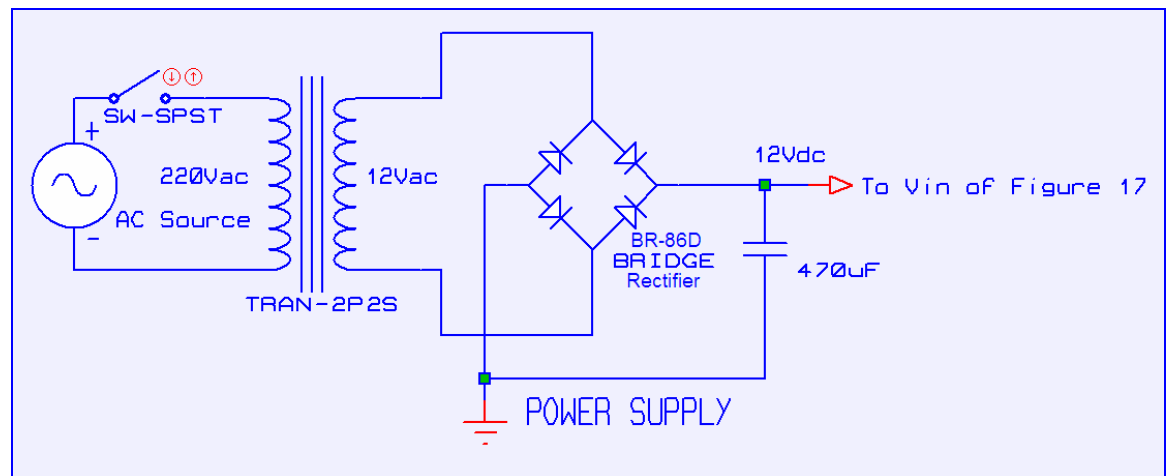 SW-SPST
+
220Vac
AC Source
-
12Vac
TRAN-2P2S
BR-86D
BRIDGE
Rectifier
12Vdc
To Vin of Figure 17
470uF
POWER SUPPLY